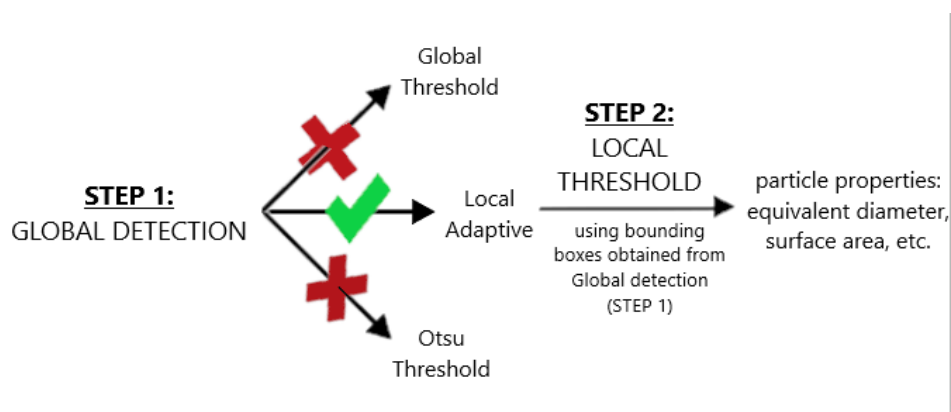 STEP 1:
GLOBAL DETECTION
Global
Threshold
Local
Adaptive
Otsu
Threshold
STEP 2:
LOCAL
THRESHOLD
using bounding
boxes obtained from
Global detection
(STEP 1)
particle properties:
equivalent diameter,
surface area, etc.